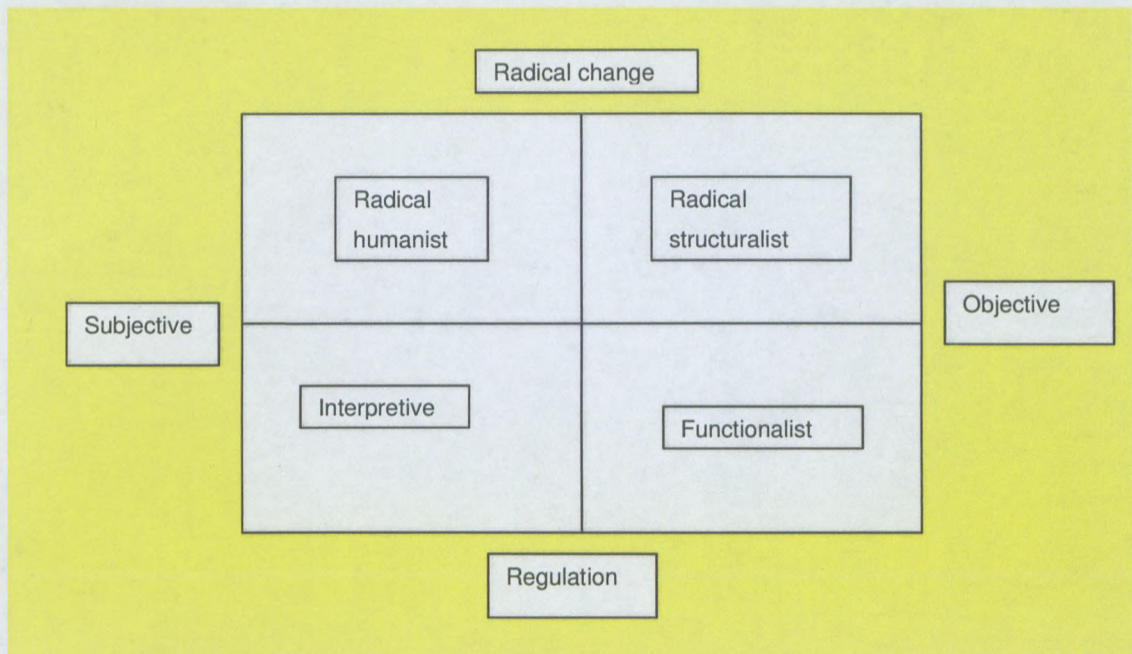 Radical change
Radical
humanist
Radical
structuralist
Subjective
Objective
Interpretive
Functionalist
Regulation